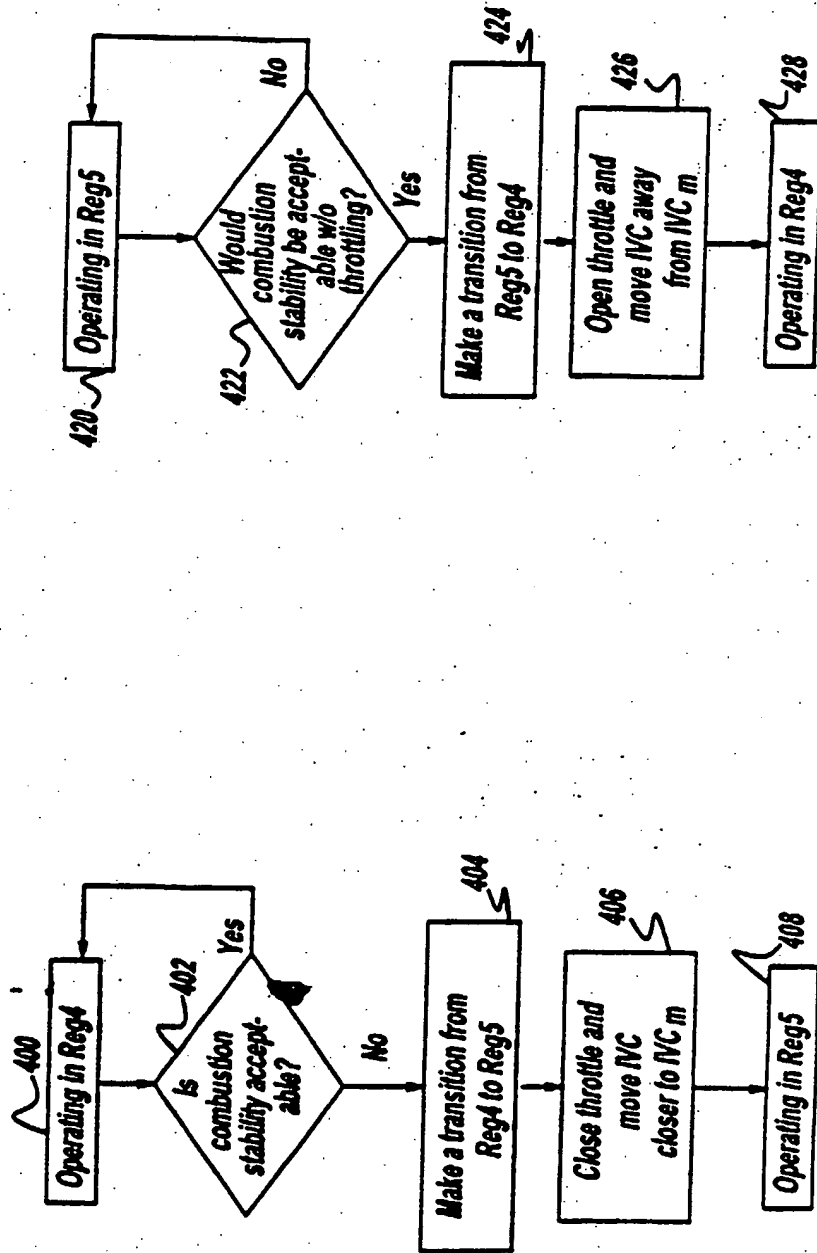 400
Operating in Reg4
402
Is
combustion
stability accept-
able?
Yes
No
404
Make a transition from
Reg4 to Reg5
406
Close throttle and
move IVC
closer to IVC m
408
Operating in Reg5
420
Operating in Reg5
422
Would
combustion
stability be accept-
able w/o
throttling?
No
Yes
424
Make a transition from
Reg5 to Reg4
426
Open throttle and
move IVC away
from IVC m
428
Operating in Reg4